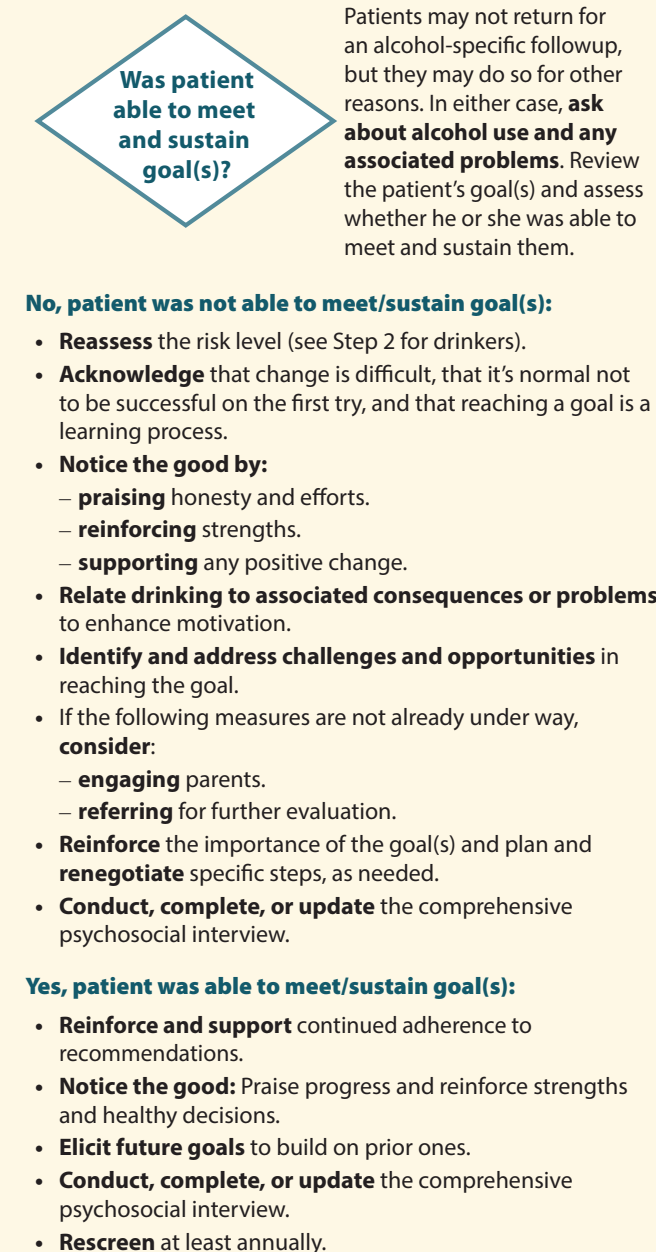 Was patient
able to meet
and sustain
goal(s)?
Patients may not return for
an alcohol-specific followup,
but they may do so for other
reasons. In either case, ask
about alcohol use and any
associated problems. Review
the patient's goal(s) and assess
whether he or she was able to
meet and sustain them.
No, patient was not able to meet/sustain goal(s):
• Reassess the risk level (see Step 2 for drinkers).
• Acknowledge that change is difficult, that it's normal not
to be successful on the first try, and that reaching a goal is a
learning process.
• Notice the good by:
– praising honesty and efforts.
– reinforcing strengths.
– supporting any positive change.
• Relate drinking to associated consequences or problems
to enhance motivation.
• Identify and address challenges and opportunities in
reaching the goal.
• If the following measures are not already under way,
consider:
– engaging parents.
– referring for further evaluation.
• Reinforce the importance of the goal(s) and plan and
renegotiate specific steps, as needed.
• Conduct, complete, or update the comprehensive
psychosocial interview.
Yes, patient was able to meet/sustain goal(s):
• Reinforce and support continued adherence to
recommendations.
• Notice the good: Praise progress and reinforce strengths
and healthy decisions.
• Elicit future goals to build on prior ones.
• Conduct, complete, or update the comprehensive
psychosocial interview.
• Rescreen at least annually.